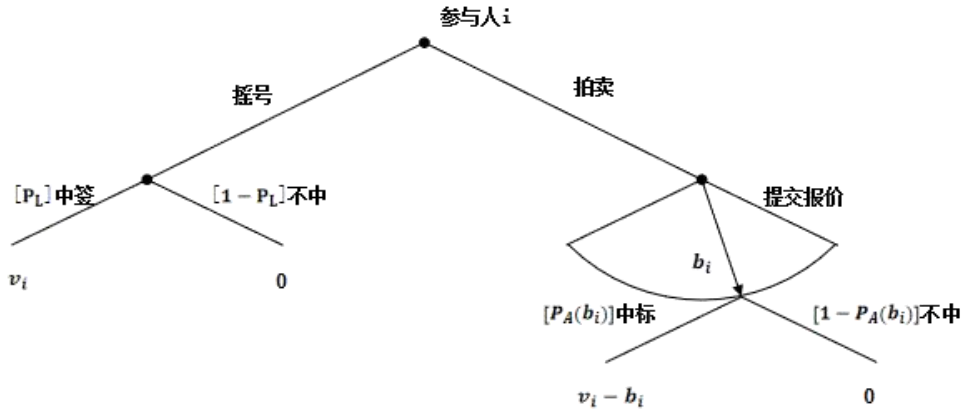 参与人i
摇号
拍卖
[P_L]中签
[1 − P_L]不中
提交报价
v_i
0
b_i
[P_A(b_i)]中标
[1 − P_A(b_i)]不中
v_i − b_i
0